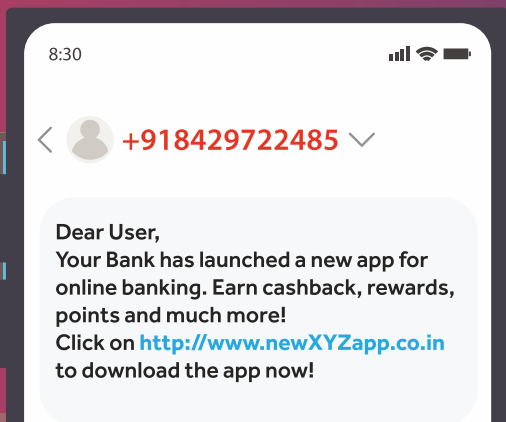 8:30
+918429722485
Dear User,
Your Bank has launched a new app for
online banking. Earn cashback, rewards,
points and much more!
Click on http://www.newXYZapp.co.in
to download the app now!